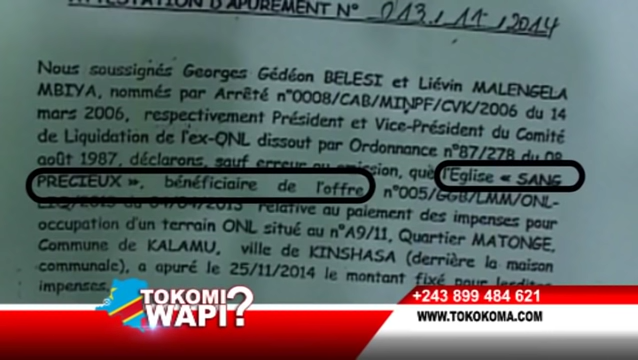 ATTESTATION D'APUREMENT N° 013/11/2014
Nous soussignés Georges Gédéon BELESI et Liévin MALENGELA
MBIYA, nommés par Arrêté n°0008/CAB/MINPF/CVK/2006 du 14
mars 2006, respectivement Président et Vice-Président du Comité
de Liquidation de l'ex-ONL dissout par Ordonnance n°87/278 du 08
août 1987, déclarons, sauf erreur ou omission, que l'Eglise « SANG
PRECIEUX », bénéficiaire de l'offre n°005/GGB/LMM/ONL-
relative au paiement des impenses pour
occupation d'un terrain ONL situé au n°A9/11, Quartier MATONGE,
Commune de KALAMU, ville de KINSHASA (derrière la maison
communale), a apuré le 25/11/2014 le montant fixé pour
impenses.
TOKOMI
WAPI?
+243 899 484 621
WWW.TOKOKOMA.COM